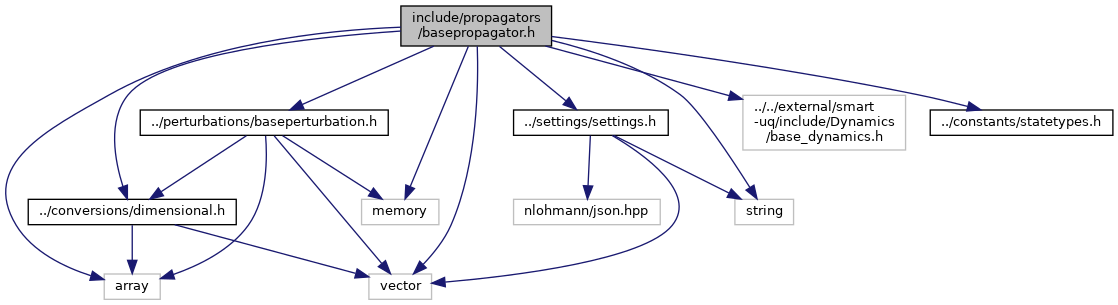 include/propagators
/basepropagator.h
../perturbations/baseperturbation.h
../settings/settings.h
../../external/smart
-uq/include/Dynamics
/base_dynamics.h
../constants/statetypes.h
../conversions/dimensional.h
memory
nlohmann/json.hpp
string
array
vector